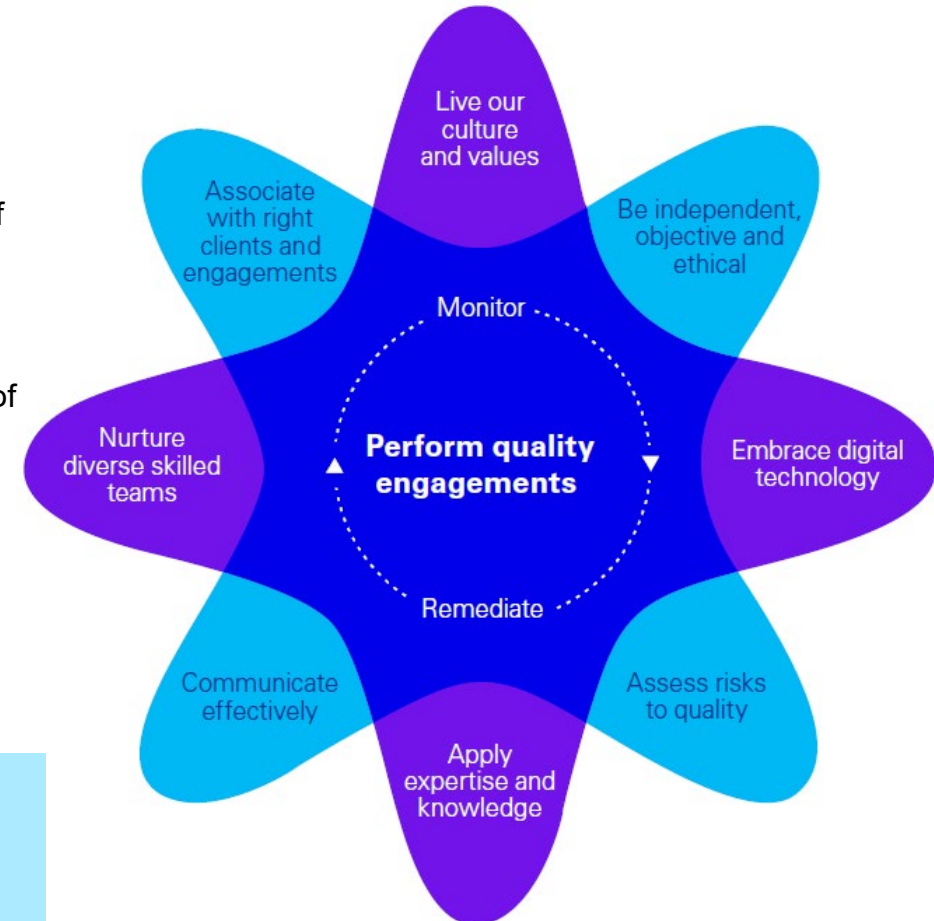 Live our
culture
and values
Associate
with right
clients and
engagements
Be independent,
objective and
ethical
f
Monitor
of
Nurture
diverse skilled
teams
Perform quality
engagements
Embrace digital
technology
Remediate
Communicate
effectively
Assess risks
to quality
Apply
expertise and
knowledge